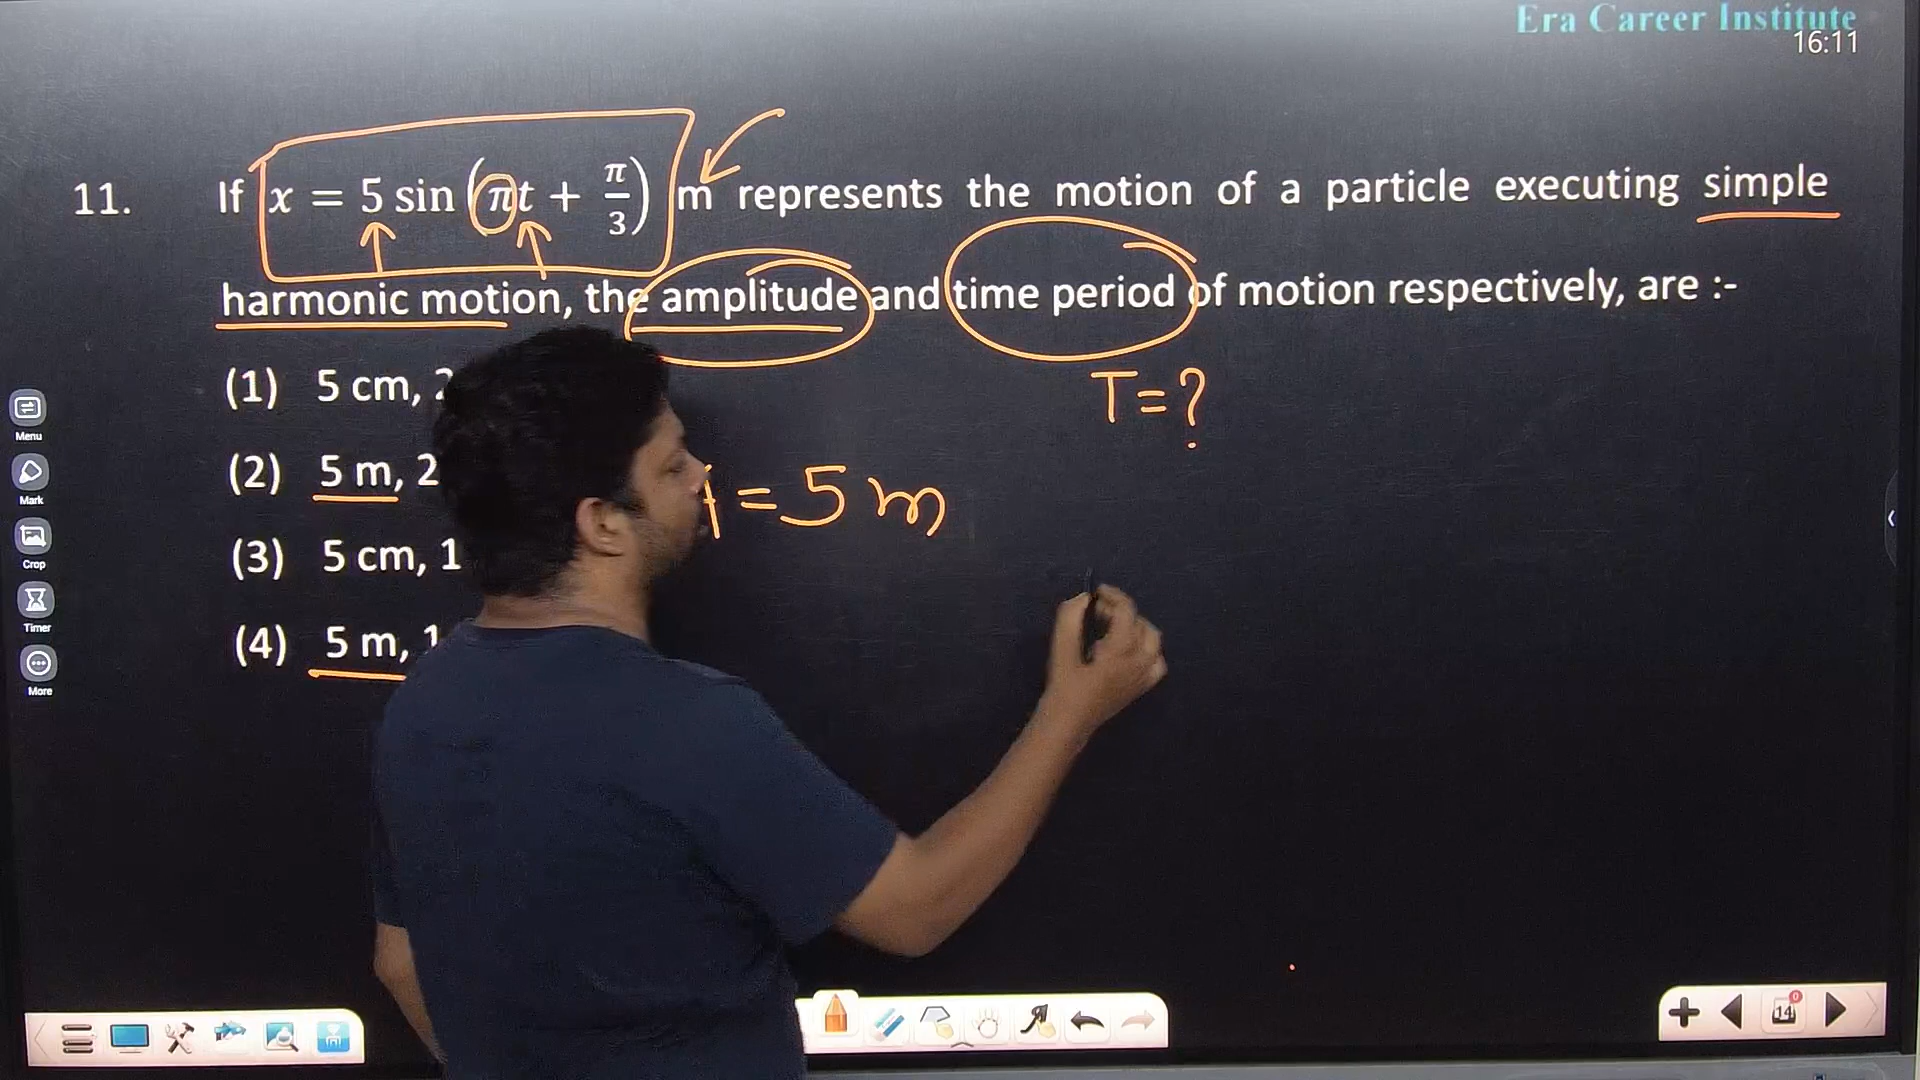 Era Career Institute
16:11
11. If x = 5 sin (πt + π/3) m represents the motion of a particle executing simple
harmonic motion, the amplitude and time period of motion respectively, are :-
(1) 5 cm, 2
(2) 5 m, 2
(3) 5 cm, 1
(4) 5 m, 1
T = ?
= 5 m
Menu
Mark
Crop
Timer
More
14
0